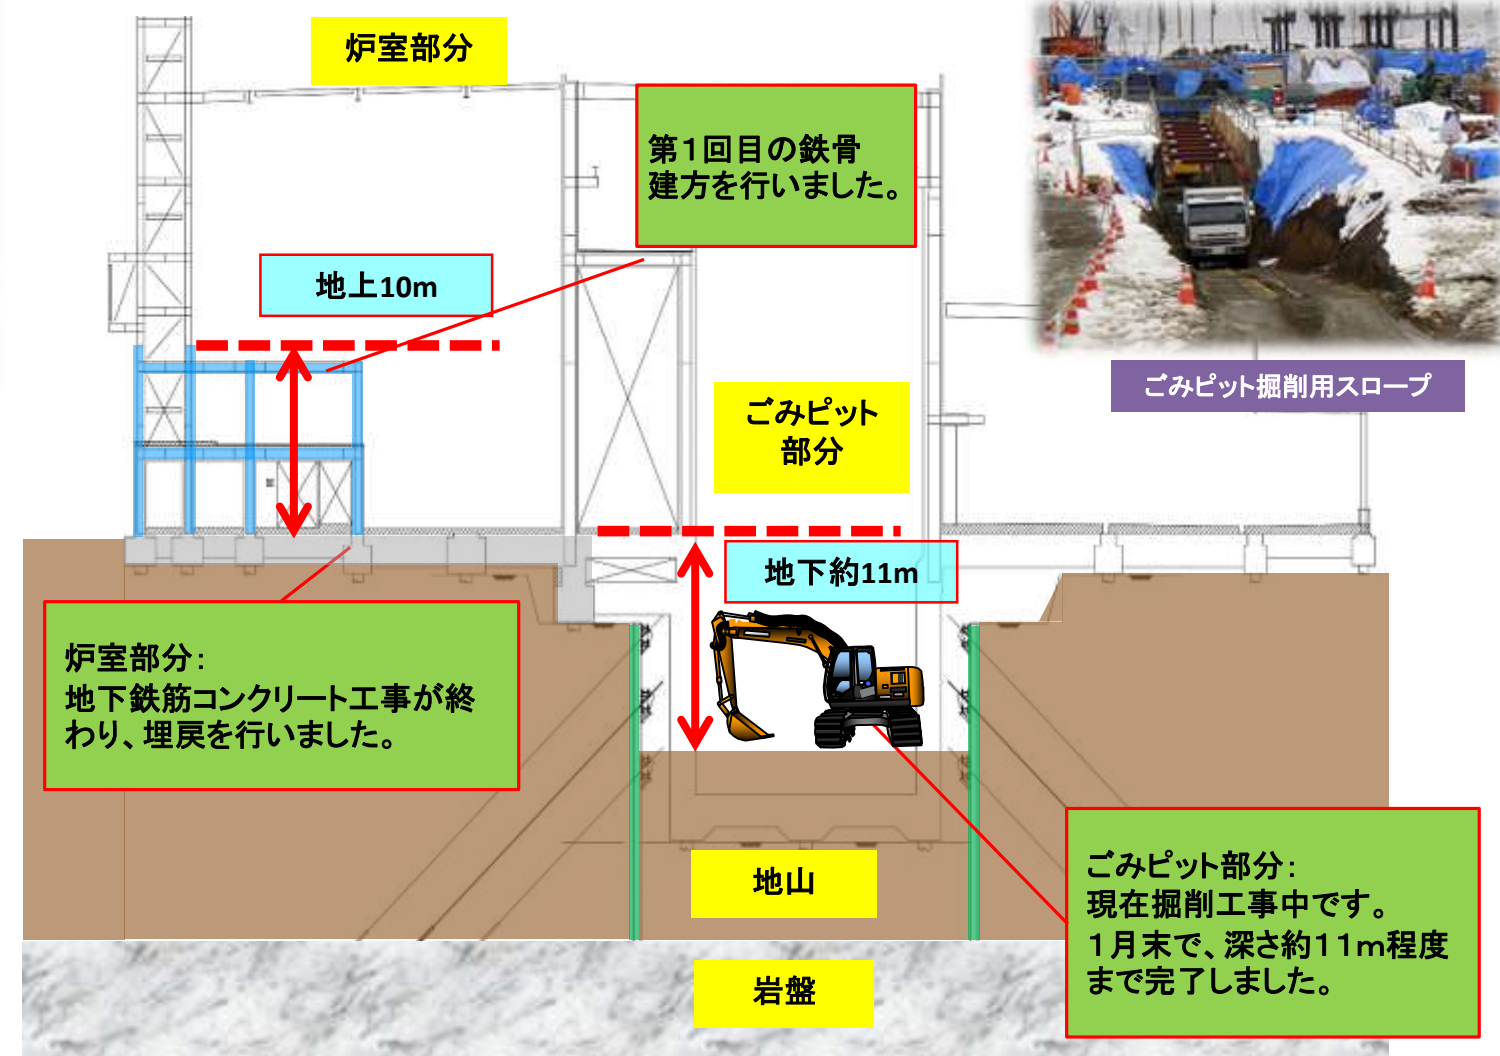 炉室部分
第１回目の鉄骨
建方を行いました。
地上10m
ごみピット掘削用スロープ
ごみピット
部分
地下約11m
炉室部分：
地下鉄筋コンクリート工事が終
わり、埋戻を行いました。
地山
ごみピット部分：
現在掘削工事中です。
１月末で、深さ約１１ｍ程度
まで完了しました。
岩盤